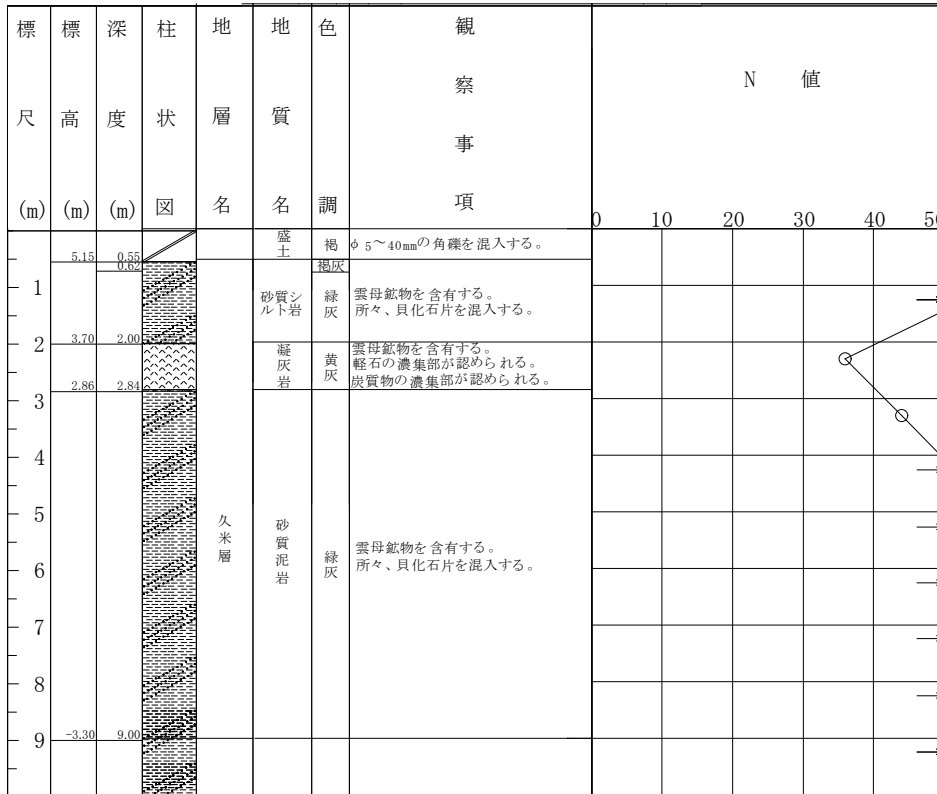 標尺(m)
標高(m)
深度(m)
柱状図
地層名
地質名
色調
観察事項
N 値
0 10 20 30 40 50
盛土
褐
φ 5~40mmの角礫を混入する。
5.15 0.55
0.62
褐灰
1
砂質シ
ルト岩
緑灰
雲母鉱物を含有する。
所々、貝化石片を混入する。
2
3.70 2.00
凝灰岩
黄灰
雲母鉱物を含有する。
軽石の濃集部が認められる。
炭質物の濃集部が認められる。
2.86 2.84
3
4
5
久米層
砂質泥岩
緑灰
雲母鉱物を含有する。
所々、貝化石片を混入する。
6
7
8
9
-3.30 9.00